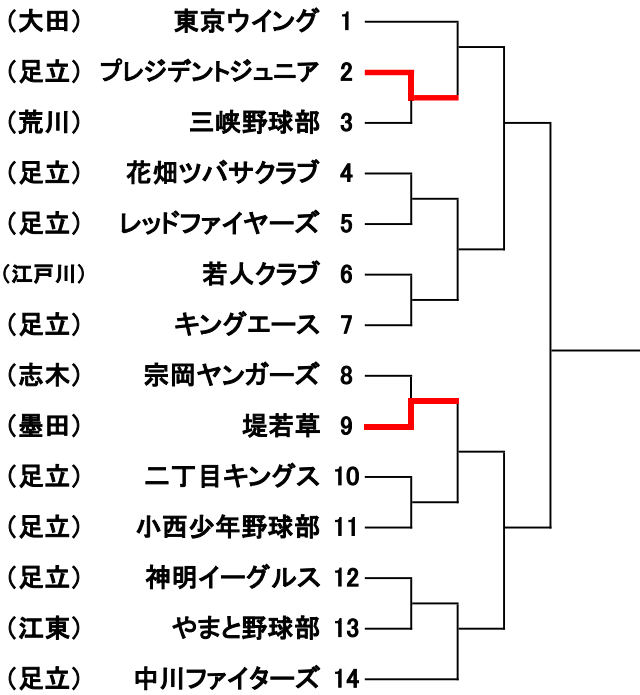 （大田） 東京ウイング 1
（足立） プレジデントジュニア 2
（荒川） 三峡野球部 3
（足立） 花畑ツバサクラブ 4
（足立） レッドファイヤーズ 5
（江戸川） 若人クラブ 6
（足立） キングエース 7
（志木） 宗岡ヤンガーズ 8
（墨田） 堤若草 9
（足立） 二丁目キングス 10
（足立） 小西少年野球部 11
（足立） 神明イーグルス 12
（江東） やまと野球部 13
（足立） 中川ファイターズ 14